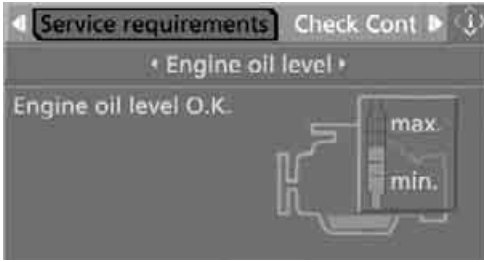 Service requirements Check Cont
Engine oil level
Engine oil level O.K.
max.
min.